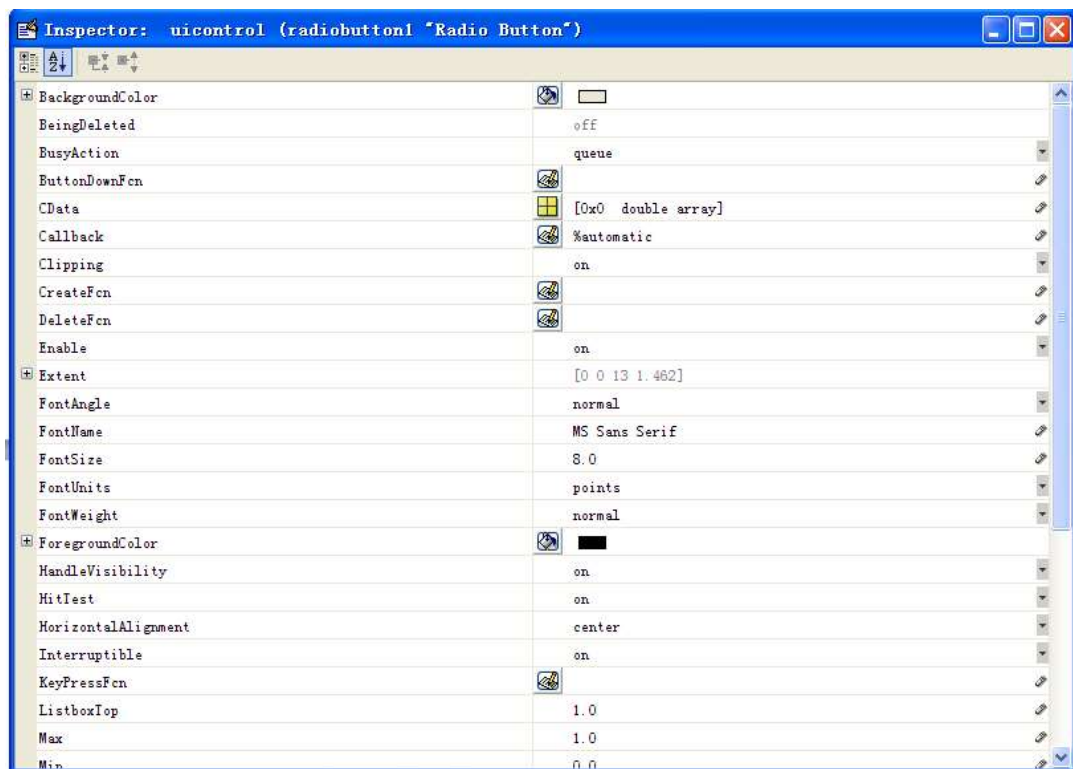 Inspector: uicontrol (radiobutton1 "Radio Button")
BackgroundColor
BeingDeleted off
BusyAction queue
ButtonDownFcn
CData [0x0 double array]
Callback %automatic
Clipping on
CreateFcn
DeleteFcn
Enable on
Extent [0 0 13 1.462]
FontAngle normal
FontName MS Sans Serif
FontSize 8.0
FontUnits points
FontWeight normal
ForegroundColor
HandleVisibility on
HitTest on
HorizontalAlignment center
Interruptible on
KeyPressFcn
ListboxTop 1.0
Max 1.0
Min 0.0